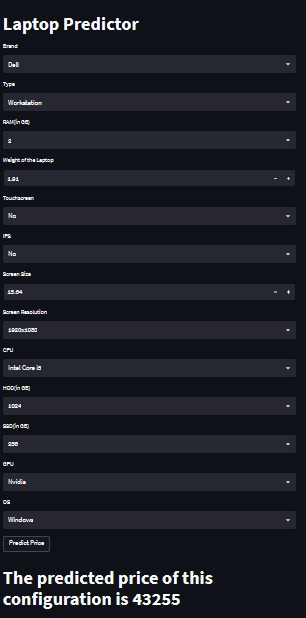 Laptop Predictor
Brand
Dell
Type
Workstation
RAM(in GB)
2
Weight of the Laptop
1.91
Touchscreen
No
IPS
No
Screen Size
15.64
Screen Resolution
1920x1080
CPU
Intel Core i5
HDD(in GB)
1024
SSD(in GB)
256
GPU
Nvidia
OS
Windows
Predict Price
The predicted price of this
configuration is 43255